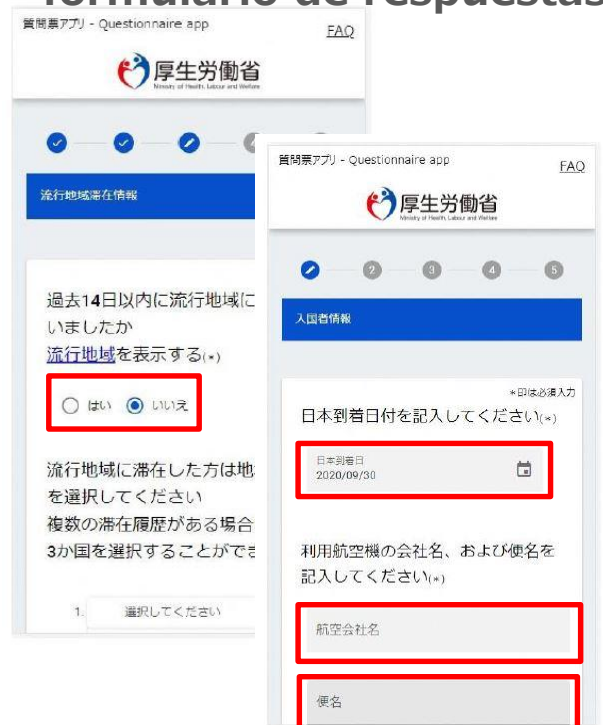 formulario de respuestas
質問票アプリ - Questionnaire app
FAQ
厚生労働省
Ministry of Health, Labour and Welfare
流行地域滞在情報
過去14日以内に流行地域に
いましたか
流行地域を表示する(*)
はい いいえ
流行地域に滞在した方は地
を選択してください
複数の滞在履歴がある場合
3か国を選択することができ
1. 選択してください
質問票アプリ - Questionnaire app
FAQ
厚生労働省
Ministry of Health, Labour and Welfare
2 3 4 5
入国者情報
*印は必須入力
日本到着日付を記入してください(*)
日本到着日
2020/09/30
利用航空機の会社名、および便名を
記入してください(*)
航空会社名
便名